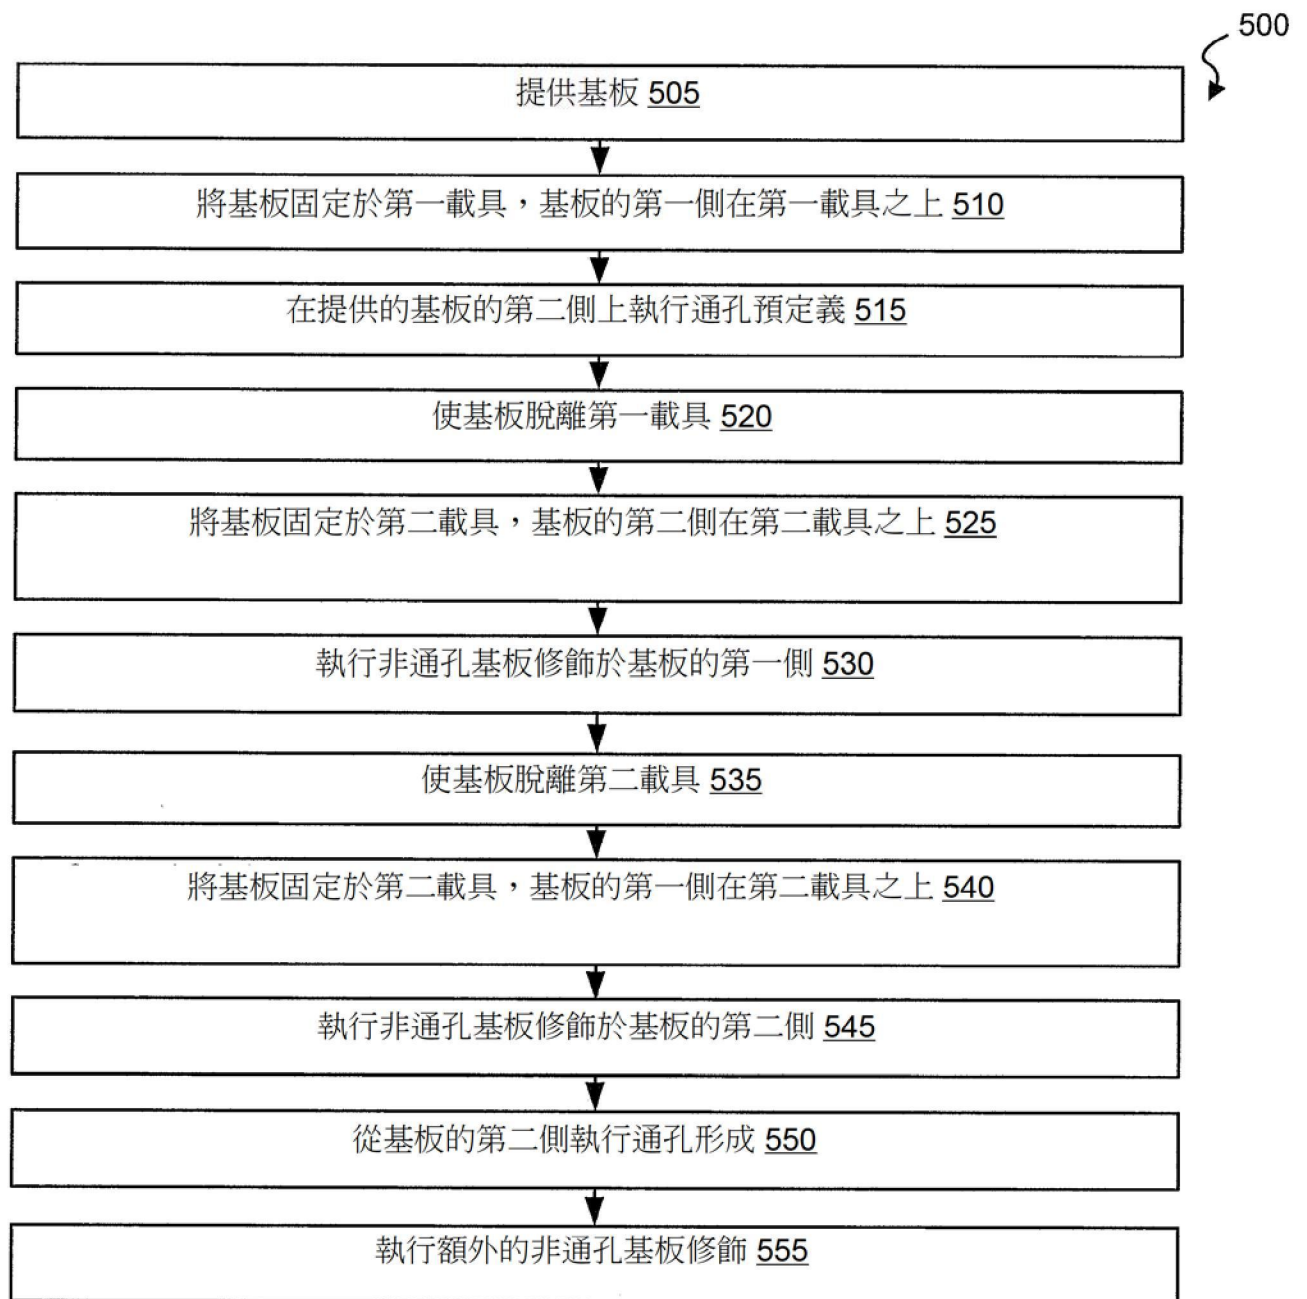 500
提供基板 505
將基板固定於第一載具，基板的第一側在第一載具之上 510
在提供的基板的第二側上執行通孔預定義 515
使基板脫離第一載具 520
將基板固定於第二載具，基板的第二側在第二載具之上 525
執行非通孔基板修飾於基板的第一側 530
使基板脫離第二載具 535
將基板固定於第二載具，基板的第一側在第二載具之上 540
執行非通孔基板修飾於基板的第二側 545
從基板的第二側執行通孔形成 550
執行額外的非通孔基板修飾 555